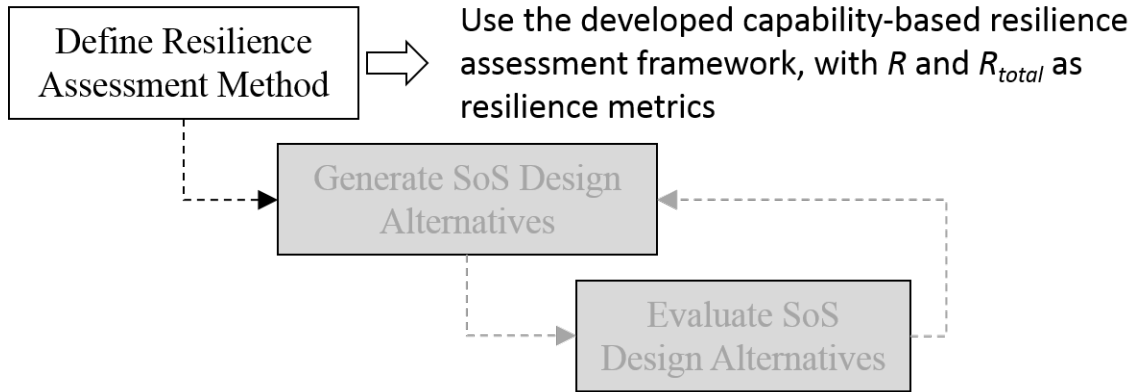 Define Resilience
Assessment Method
Use the developed capability-based resilience
assessment framework, with R and R_total as
resilience metrics
Generate SoS Design
Alternatives
Evaluate SoS
Design Alternatives